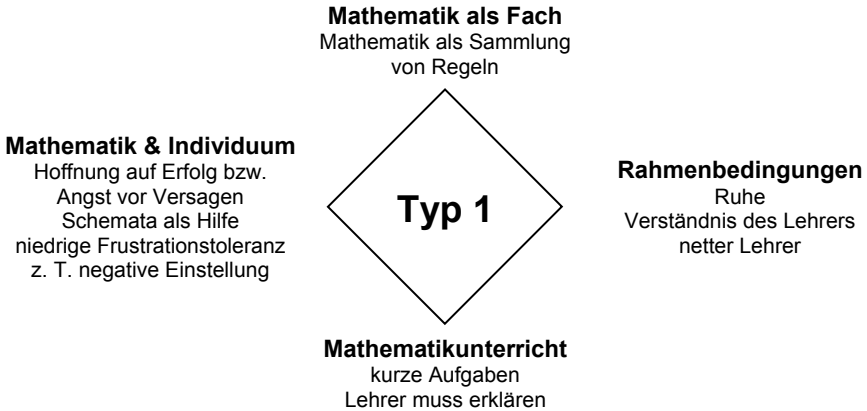 Mathematik als Fach
Mathematik als Sammlung
von Regeln
Mathematik & Individuum
Hoffnung auf Erfolg bzw.
Angst vor Versagen
Schemata als Hilfe
niedrige Frustrationstoleranz
z. T. negative Einstellung
Typ 1
Rahmenbedingungen
Ruhe
Verständnis des Lehrers
netter Lehrer
Mathematikunterricht
kurze Aufgaben
Lehrer muss erklären